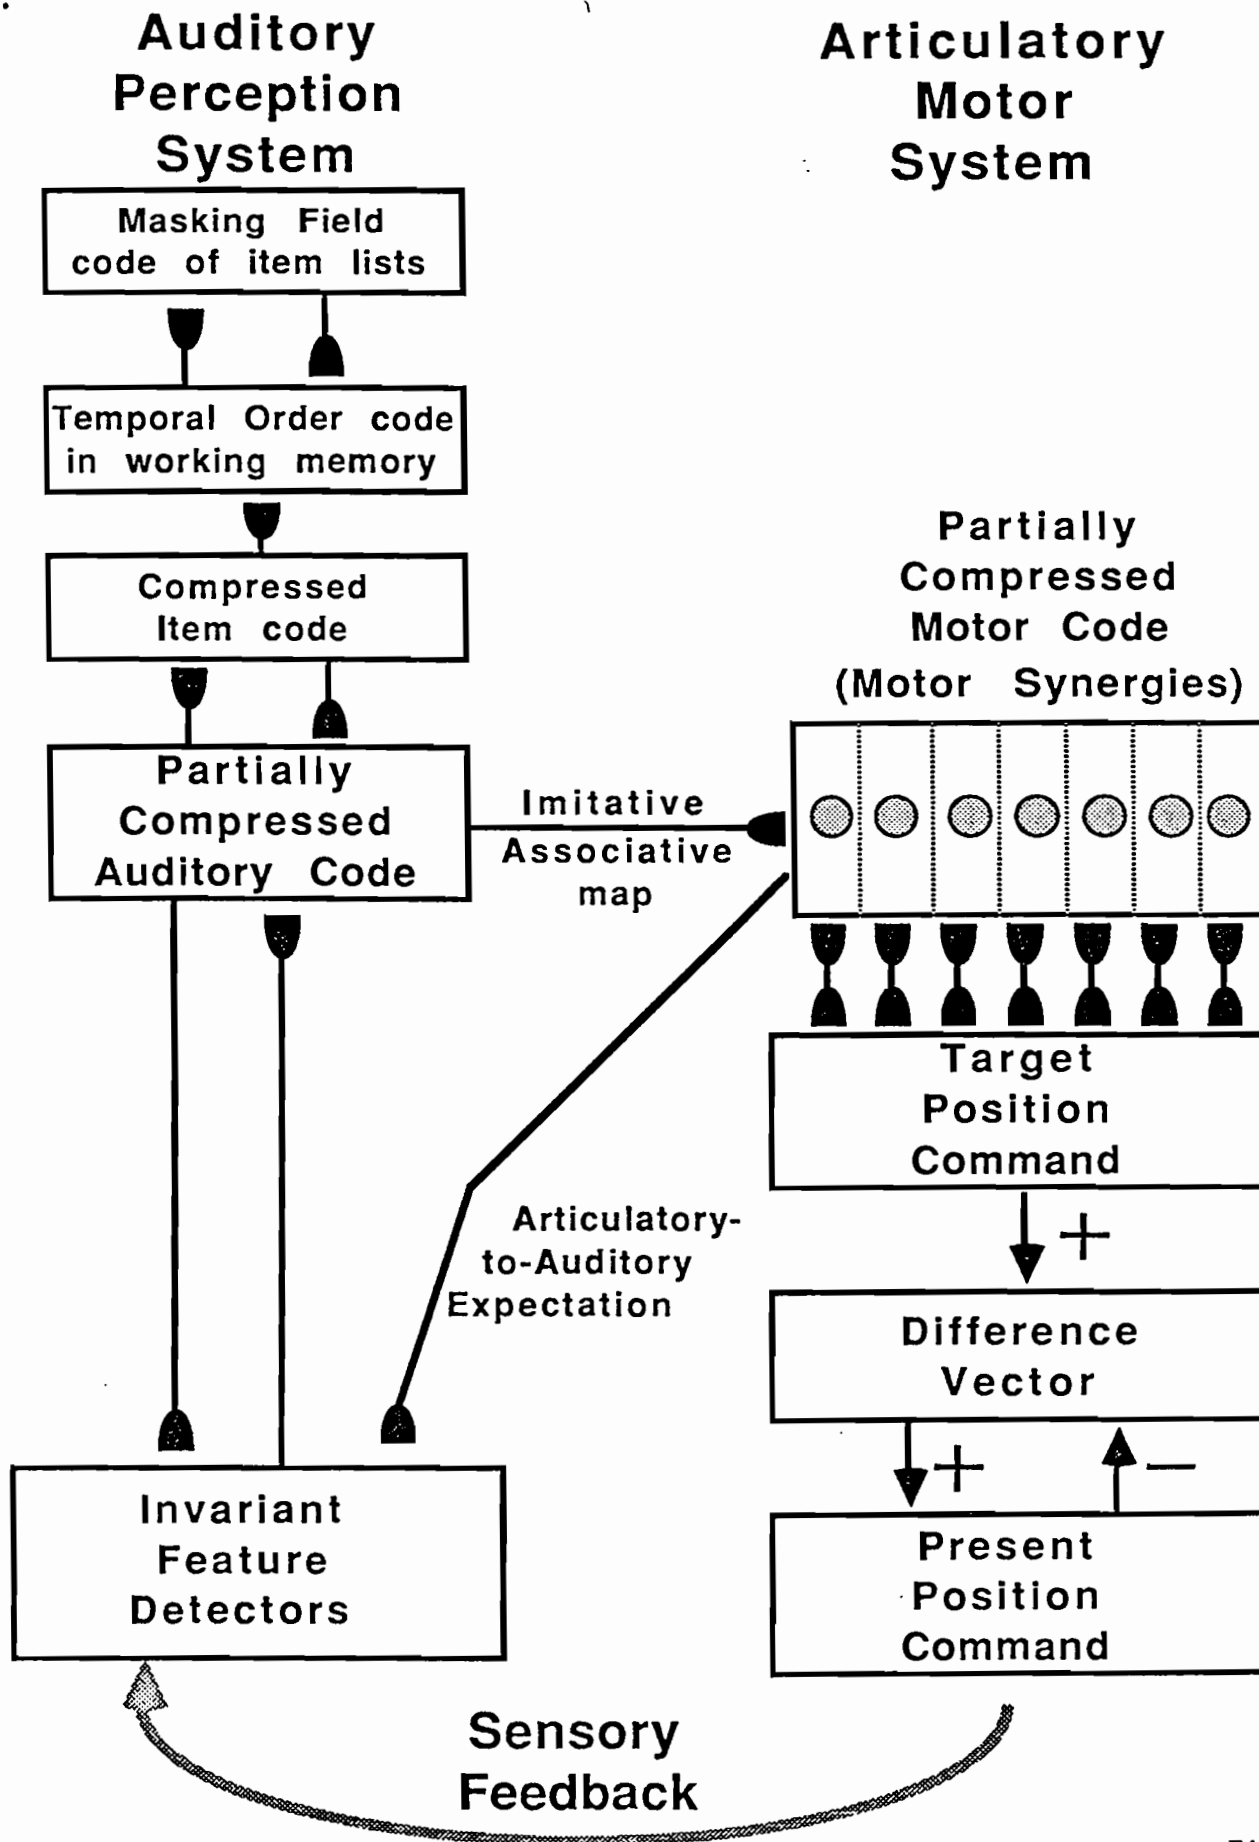 Auditory
Perception
System
Masking Field
code of item lists
Temporal Order code
in working memory
Compressed
Item code
Partially
Compressed
Auditory Code
Imitative
Associative
map
Articulatory-
to-Auditory
Expectation
Invariant
Feature
Detectors
Articulatory
Motor
System
Partially
Compressed
Motor Code
(Motor Synergies)
Target
Position
Command
+
Difference
Vector
+
−
Present
Position
Command
Sensory
Feedback